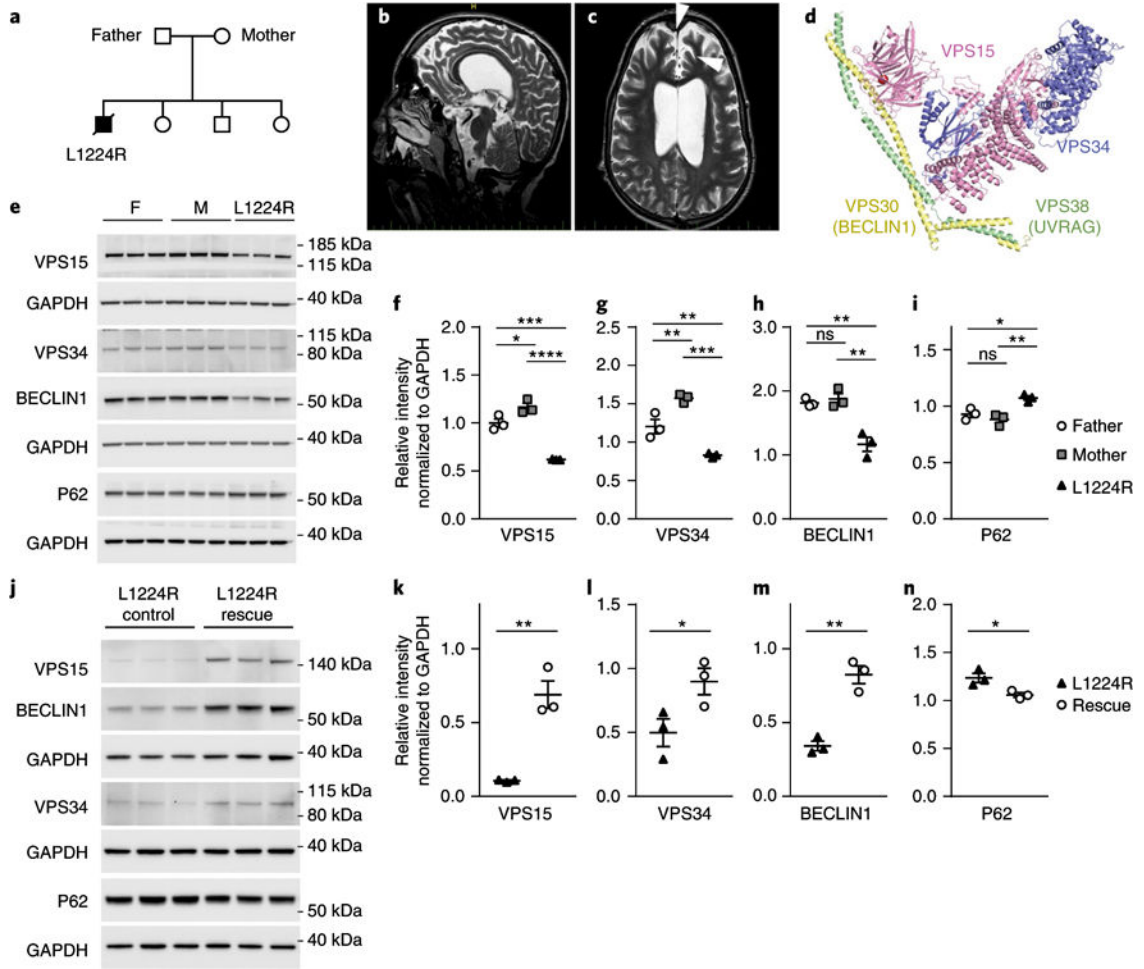 a
Father
Mother
L1224R
b
H
c
d
VPS15
VPS34
VPS30
(BECLIN1)
VPS38
(UVRAG)
e
F M L1224R
VPS15
- 185 kDa
- 115 kDa
GAPDH
- 40 kDa
VPS34
- 115 kDa
- 80 kDa
BECLIN1
- 50 kDa
GAPDH
- 40 kDa
P62
- 50 kDa
GAPDH
- 40 kDa
f
Relative intensity
normalized to GAPDH
2.0
1.5
1.0
0.5
0.0
***
*
****
VPS15
g
2.5
2.0
1.5
1.0
0.5
0.0
**
**
***
VPS34
h
3.0
2.0
1.0
0.0
**
ns
**
BECLIN1
i
1.5
1.0
0.5
0.0
*
**
ns
P62
Father
Mother
L1224R
j
L1224R
control
L1224R
rescue
VPS15
- 140 kDa
BECLIN1
- 50 kDa
GAPDH
- 40 kDa
VPS34
- 115 kDa
- 80 kDa
GAPDH
- 40 kDa
P62
- 50 kDa
GAPDH
- 40 kDa
k
Relative intensity
normalized to GAPDH
1.0
0.5
0.0
**
VPS15
l
1.5
1.0
0.5
0.0
*
VPS34
m
1.0
0.5
0.0
**
BECLIN1
n
2.0
1.5
1.0
0.5
0.0
*
P62
L1224R
Rescue